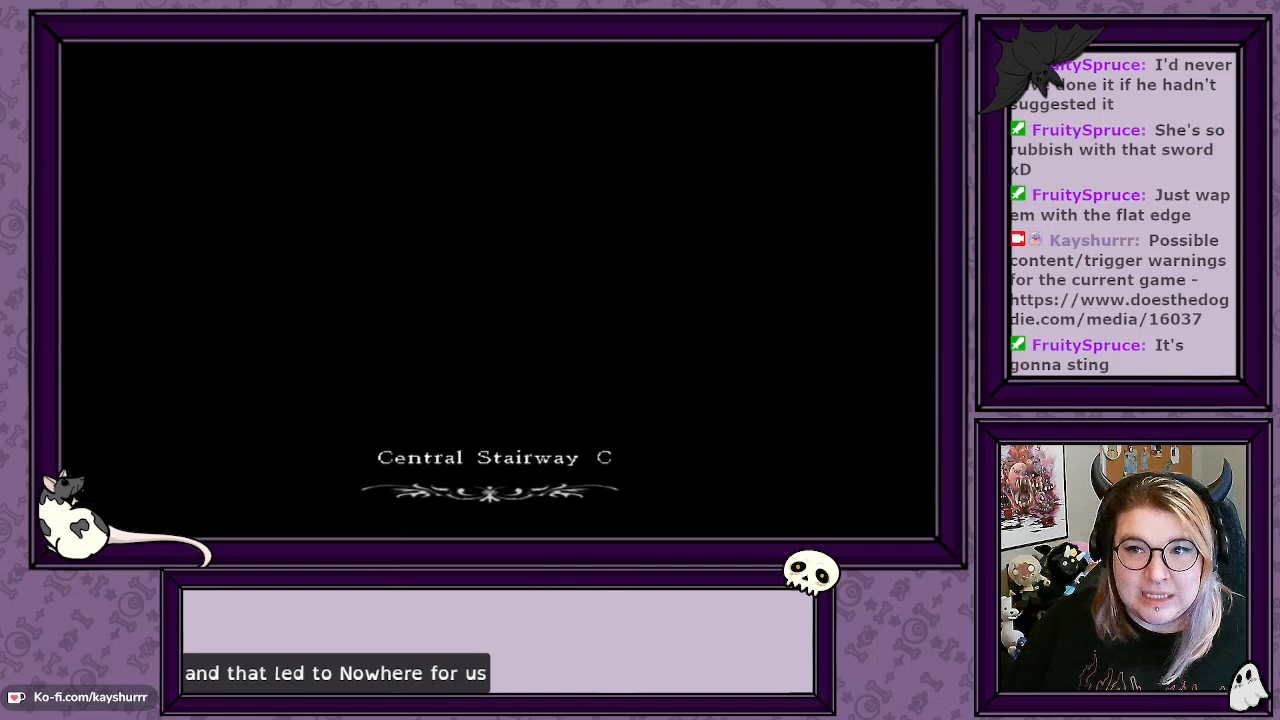 Central Stairway C
FruitySpruce: I'd never
done it if he hadn't
suggested it
FruitySpruce: She's so
rubbish with that sword
xD
FruitySpruce: Just wap
em with the flat edge
Kayshurrr: Possible
content/trigger warnings
for the current game -
https://www.doesthedog
die.com/media/16037
FruitySpruce: It's
gonna sting
and that led to Nowhere for us
Ko-fi.com/kayshurrr